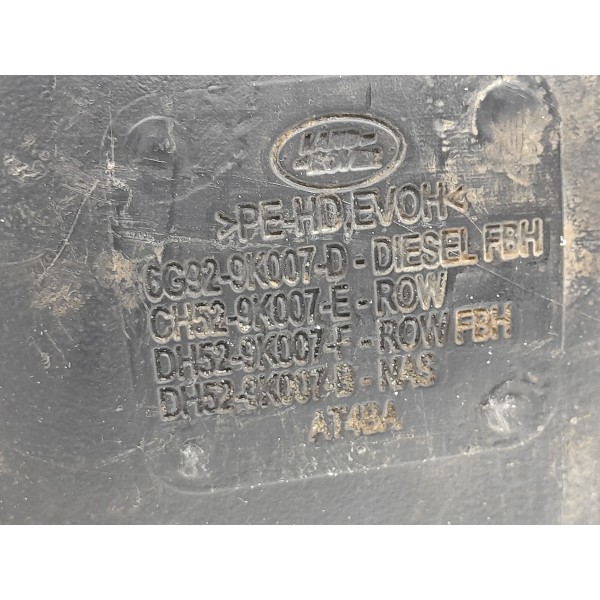 LAND-
-ROVER
>PE-HD,EVOH<
6G92-9K007-D - DIESEL FBH
CH52-9K007-E - ROW
DH52-9K007-F - ROW FBH
DH52-9K007-B - NAS
AT4BA